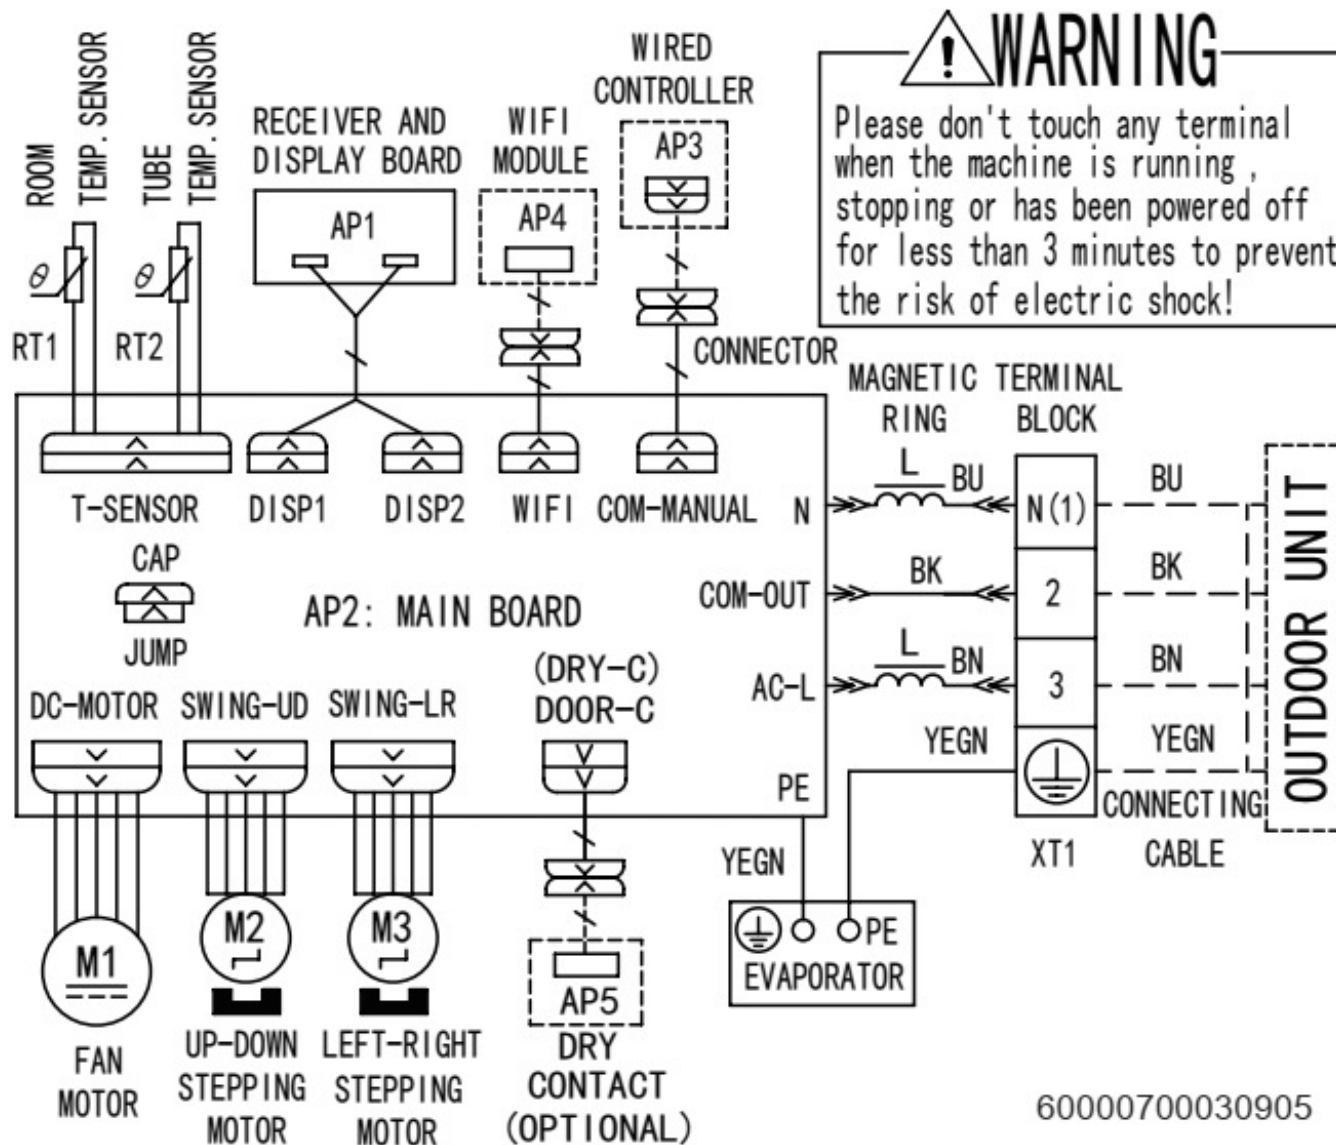 ROOM
TEMP. SENSOR
TUBE
TEMP. SENSOR
RECEIVER AND
DISPLAY BOARD
WIFI
MODULE
WIRED
CONTROLLER
WARNING
Please don't touch any terminal
when the machine is running ,
stopping or has been powered off
for less than 3 minutes to prevent
the risk of electric shock!
AP1
AP4
AP3
θ
θ
RT1
RT2
CONNECTOR
MAGNETIC
RING
TERMINAL
BLOCK
T-SENSOR
DISP1
DISP2
WIFI
COM-MANUAL
N
L
BU
N(1)
BU
CAP
JUMP
AP2: MAIN BOARD
COM-OUT
BK
2
BK
(DRY-C)
DOOR-C
AC-L
L
BN
3
BN
OUTDOOR UNIT
DC-MOTOR
SWING-UD
SWING-LR
PE
YEGN
YEGN
XT1
CONNECTING
CABLE
YEGN
PE
EVAPORATOR
M1
M2
M3
AP5
FAN
MOTOR
UP-DOWN
STEPPING
MOTOR
LEFT-RIGHT
STEPPING
MOTOR
DRY
CONTACT
(OPTIONAL)
60000700030905